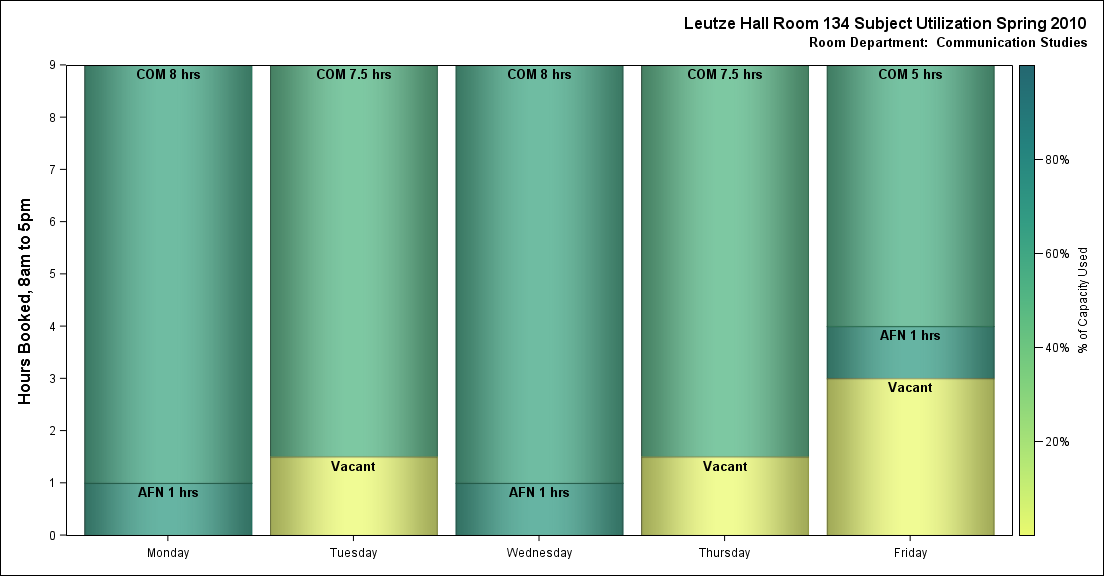 Leutze Hall Room 134 Subject Utilization Spring 2010
Room Department:  Communication Studies
Hours Booked, 8am to 5pm
9
8
7
6
5
4
3
2
1
0
COM 8 hrs
AFN 1 hrs
COM 7.5 hrs
Vacant
COM 8 hrs
AFN 1 hrs
COM 7.5 hrs
Vacant
COM 5 hrs
AFN 1 hrs
Vacant
Monday
Tuesday
Wednesday
Thursday
Friday
80%
60%
40%
20%
% of Capacity Used